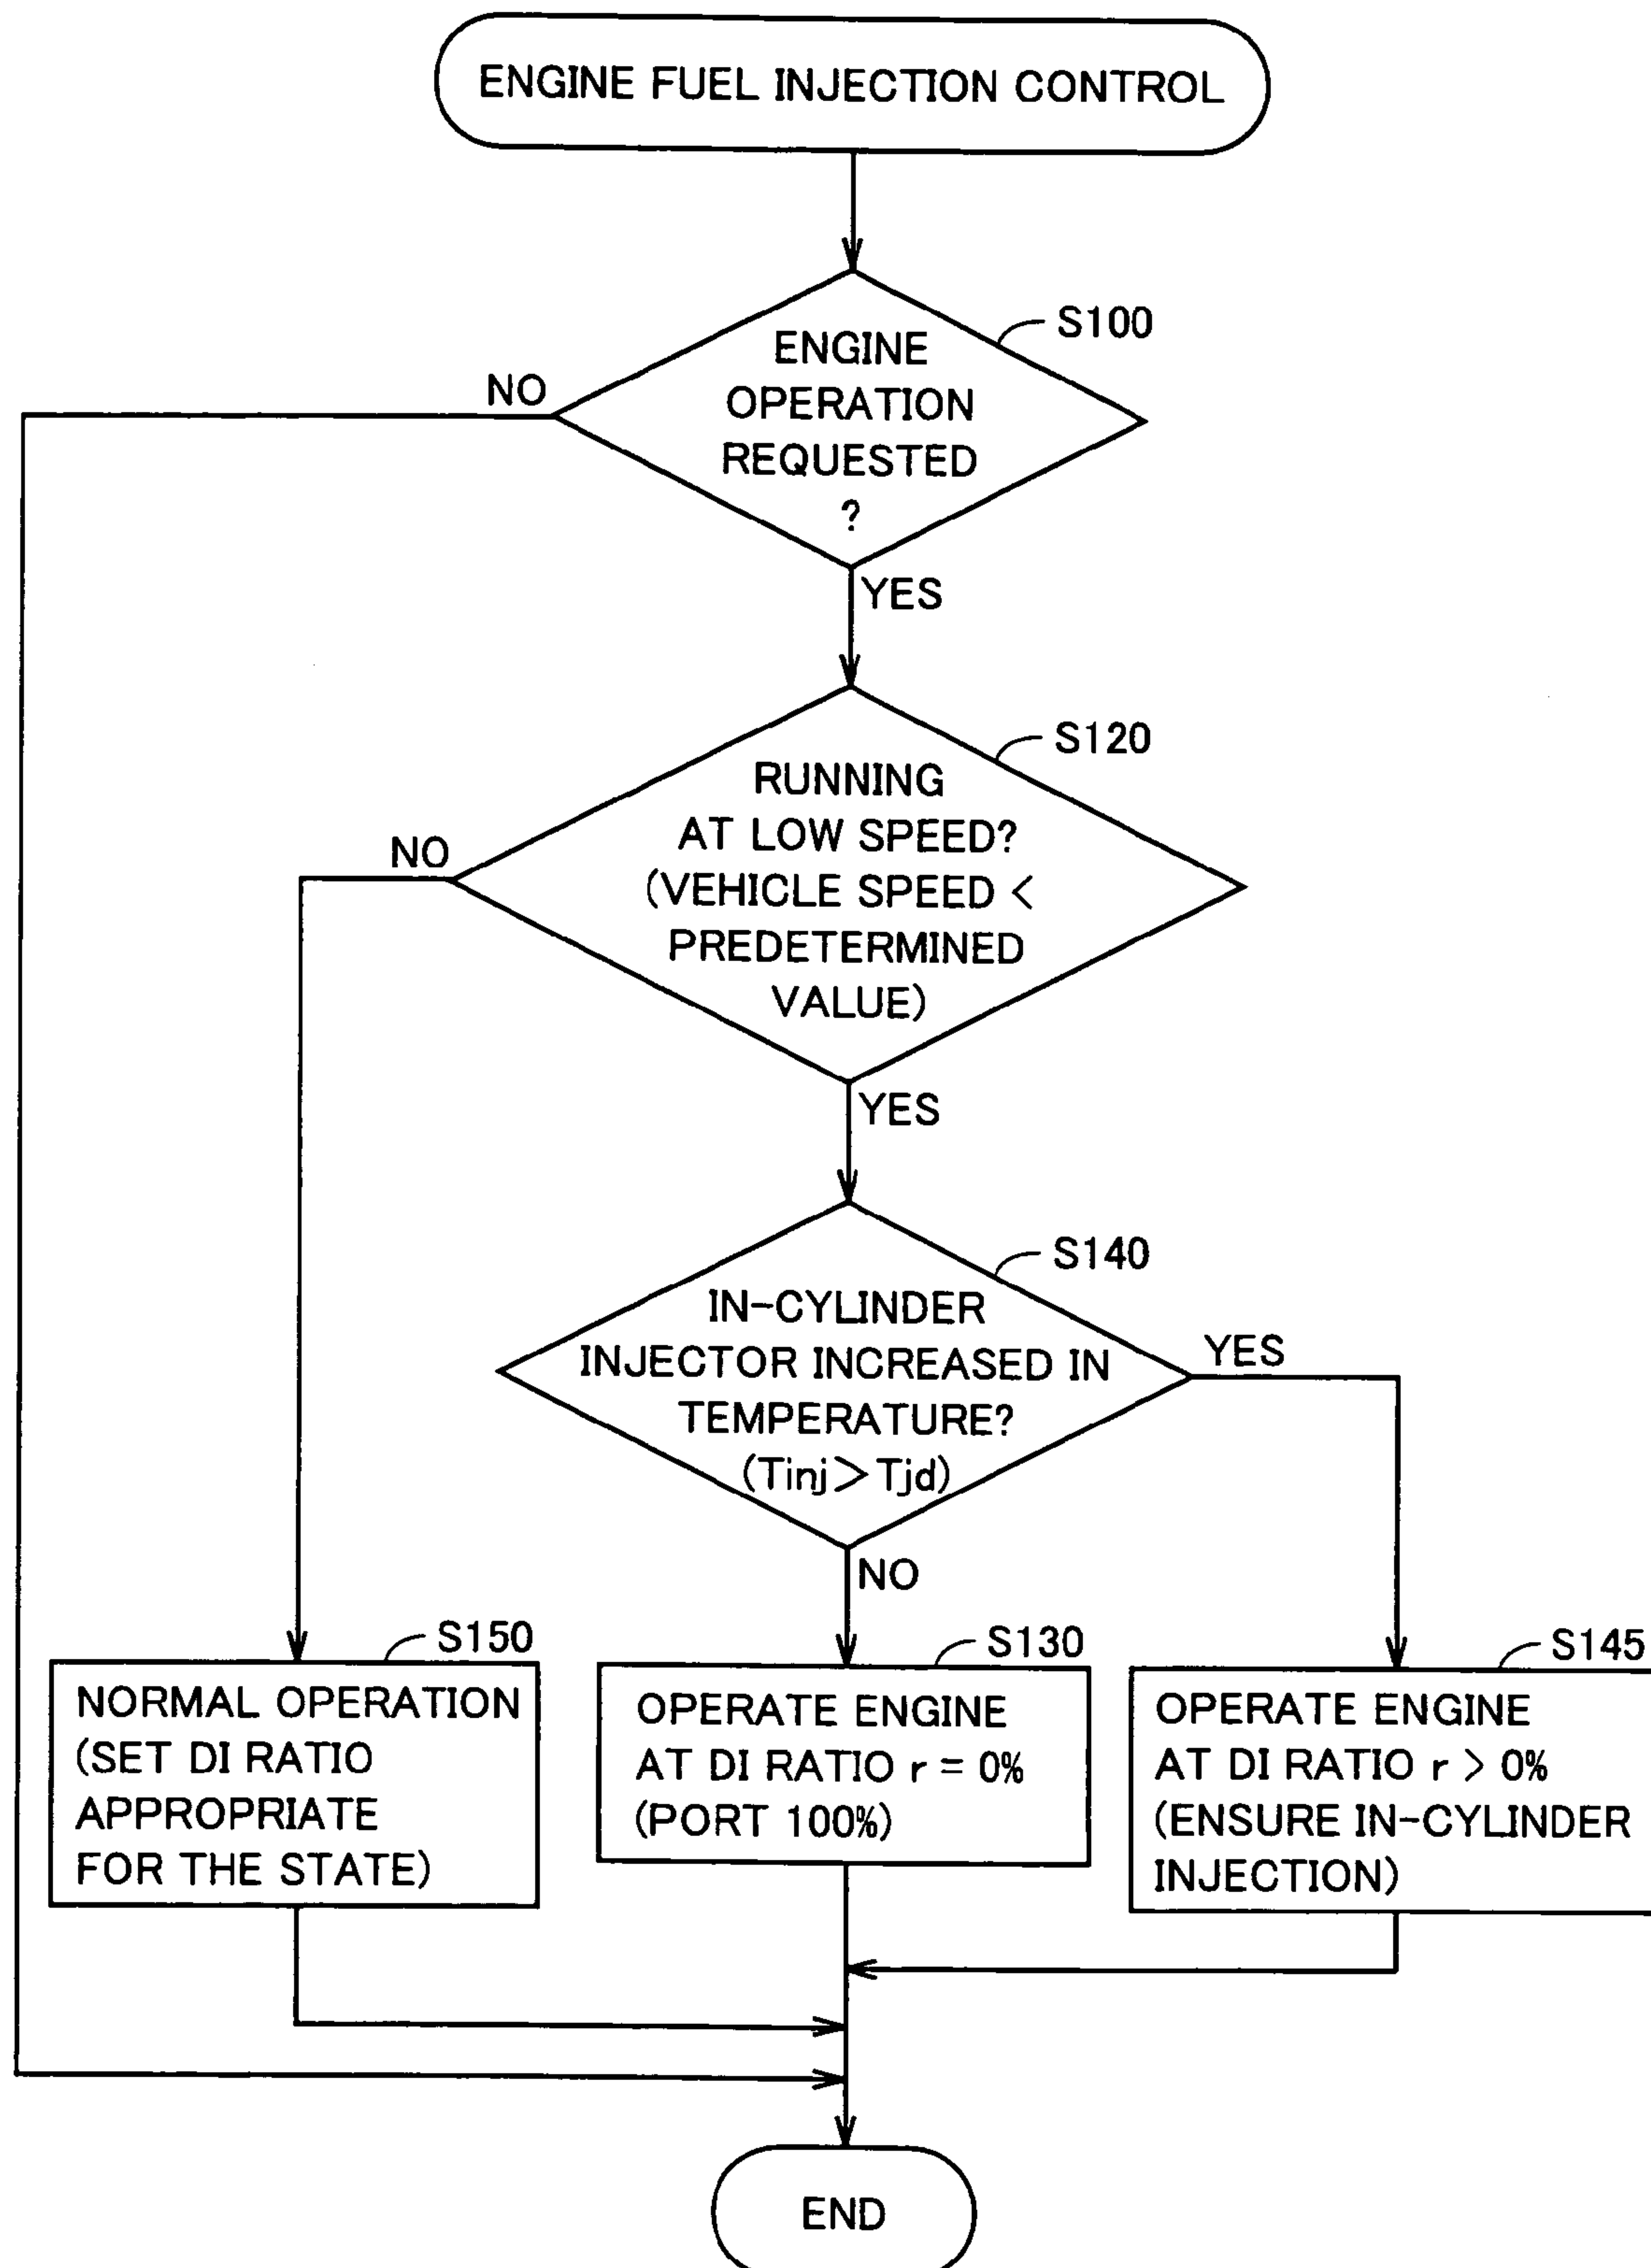 ENGINE FUEL INJECTION CONTROL
S100
ENGINE
OPERATION
REQUESTED
?
NO
YES
S120
RUNNING
AT LOW SPEED?
(VEHICLE SPEED <
PREDETERMINED
VALUE)
NO
YES
S140
IN-CYLINDER
INJECTOR INCREASED IN
TEMPERATURE?
(Tinj>Tjd)
YES
NO
S150
NORMAL OPERATION
(SET DI RATIO
APPROPRIATE
FOR THE STATE)
S130
OPERATE ENGINE
AT DI RATIO r = 0%
(PORT 100%)
S145
OPERATE ENGINE
AT DI RATIO r > 0%
(ENSURE IN-CYLINDER
INJECTION)
END